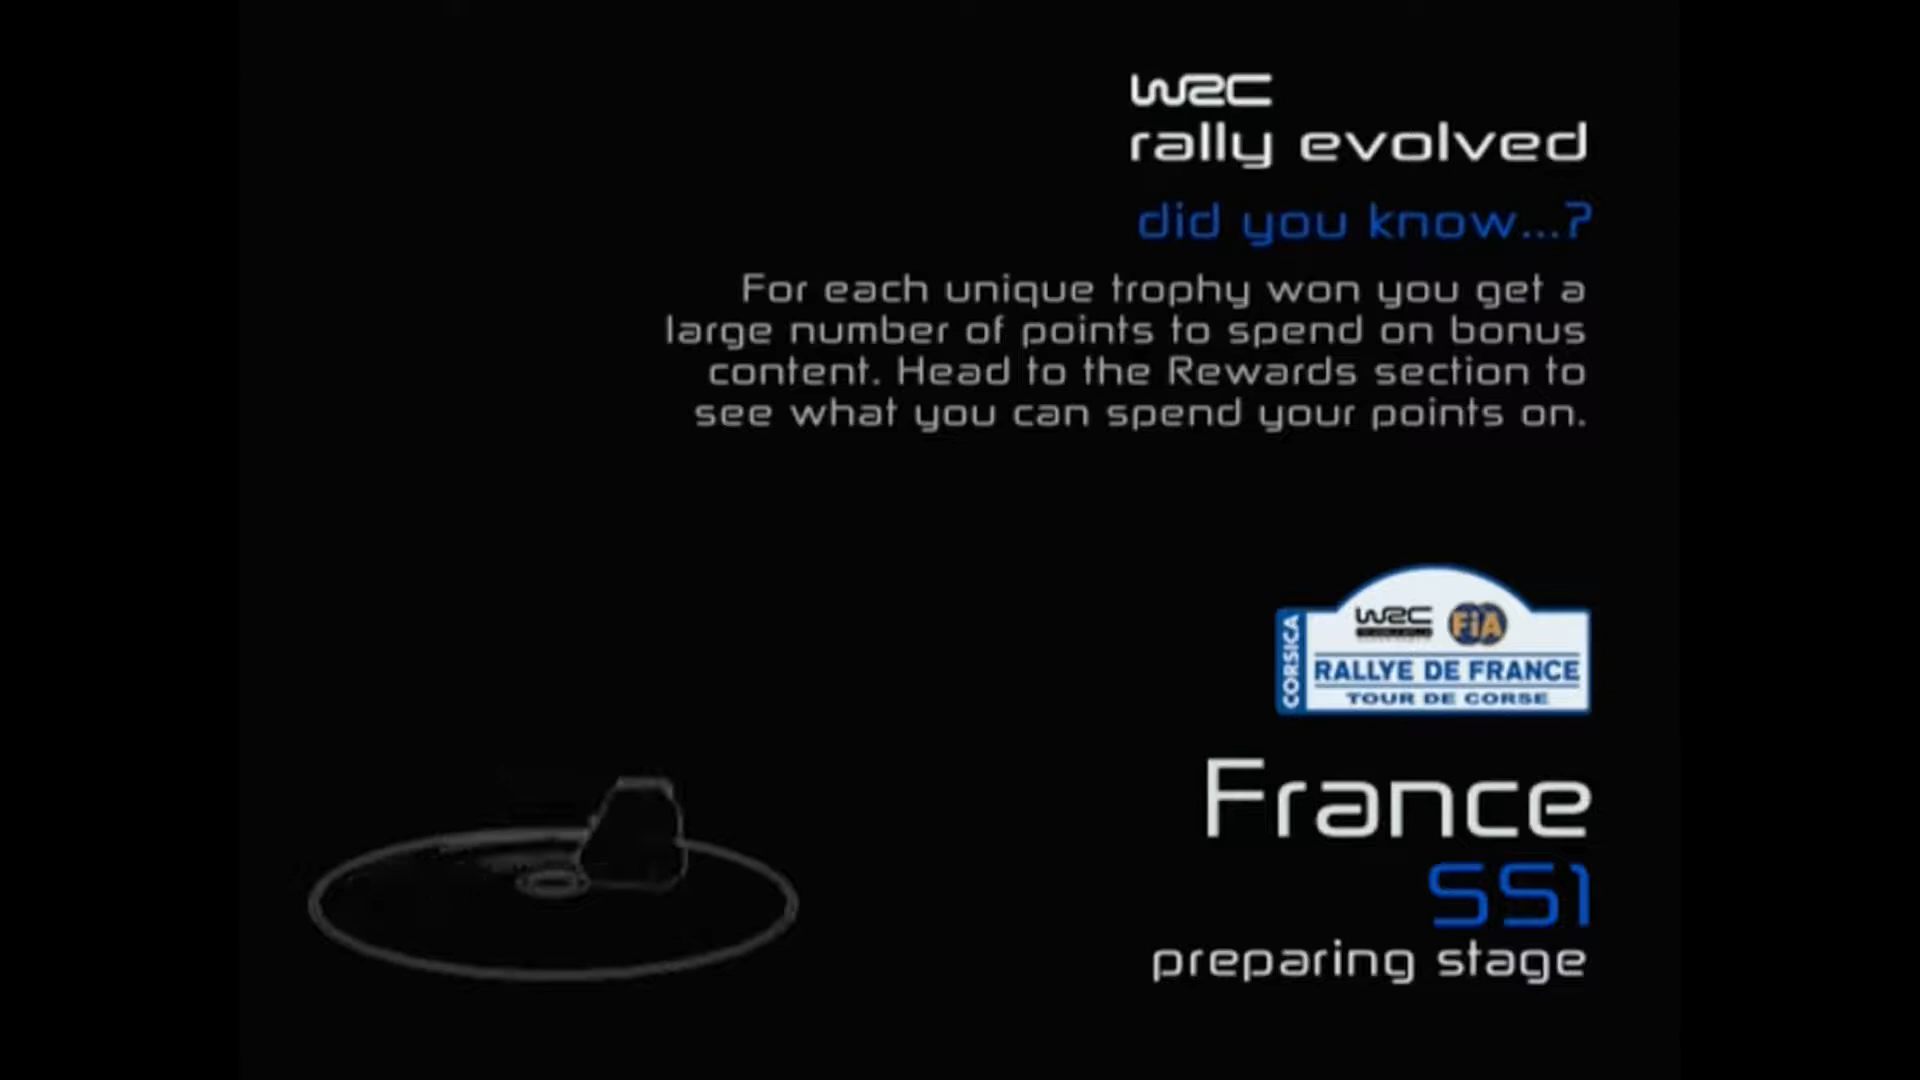 WRC
rally evolved
did you know...?
For each unique trophy won you get a
large number of points to spend on bonus
content. Head to the Rewards section to
see what you can spend your points on.
WRC FIA
CORSICA
RALLYE DE FRANCE
TOUR DE CORSE
France
SS1
preparing stage